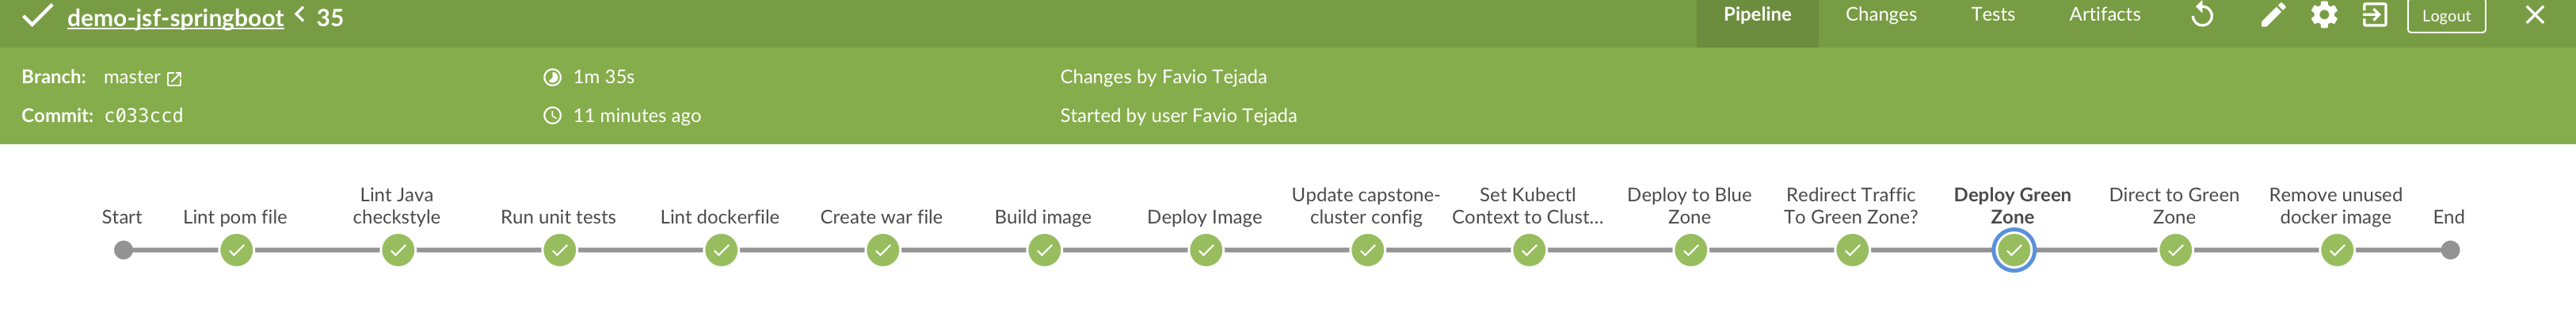 demo-jsf-springboot < 35
Pipeline Changes Tests Artifacts Logout
Branch: master
1m 35s
Changes by Favio Tejada
Commit: c033ccd
11 minutes ago
Started by user Favio Tejada
Start
Lint pom file
Lint Java
checkstyle
Run unit tests
Lint dockerfile
Create war file
Build image
Deploy Image
Update capstone-
cluster config
Set Kubectl
Context to Clust...
Deploy to Blue
Zone
Redirect Traffic
To Green Zone?
Deploy Green
Zone
Direct to Green
Zone
Remove unused
docker image
End